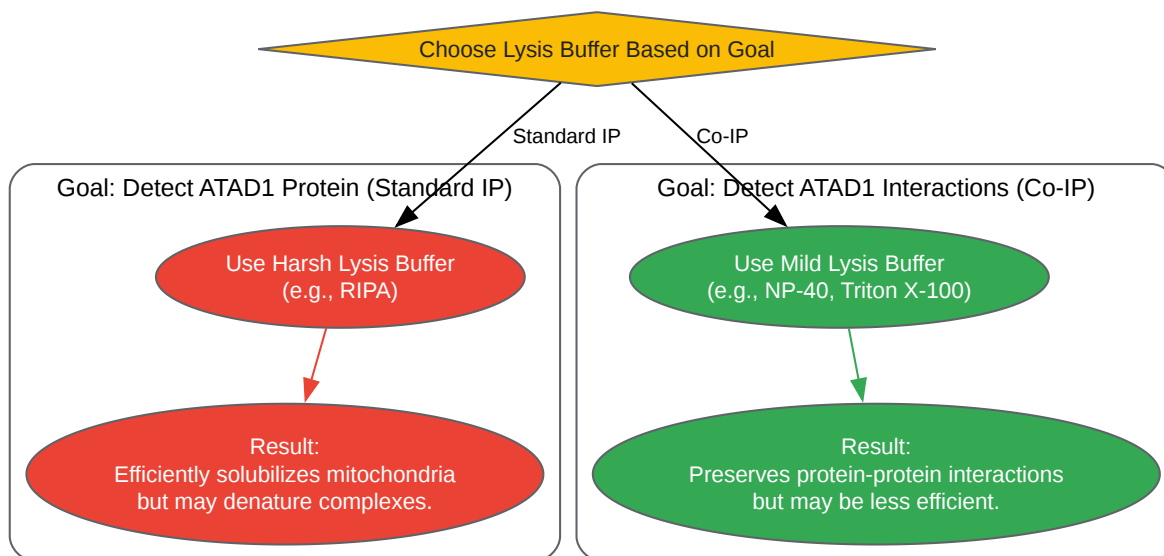 Choose Lysis Buffer Based on Goal
Standard IP
Co-IP
Goal: Detect ATAD1 Protein (Standard IP)
Use Harsh Lysis Buffer
(e.g., RIPA)
Result:
Efficiently solubilizes mitochondria
but may denature complexes.
Goal: Detect ATAD1 Interactions (Co-IP)
Use Mild Lysis Buffer
(e.g., NP-40, Triton X-100)
Result:
Preserves protein-protein interactions
but may be less efficient.